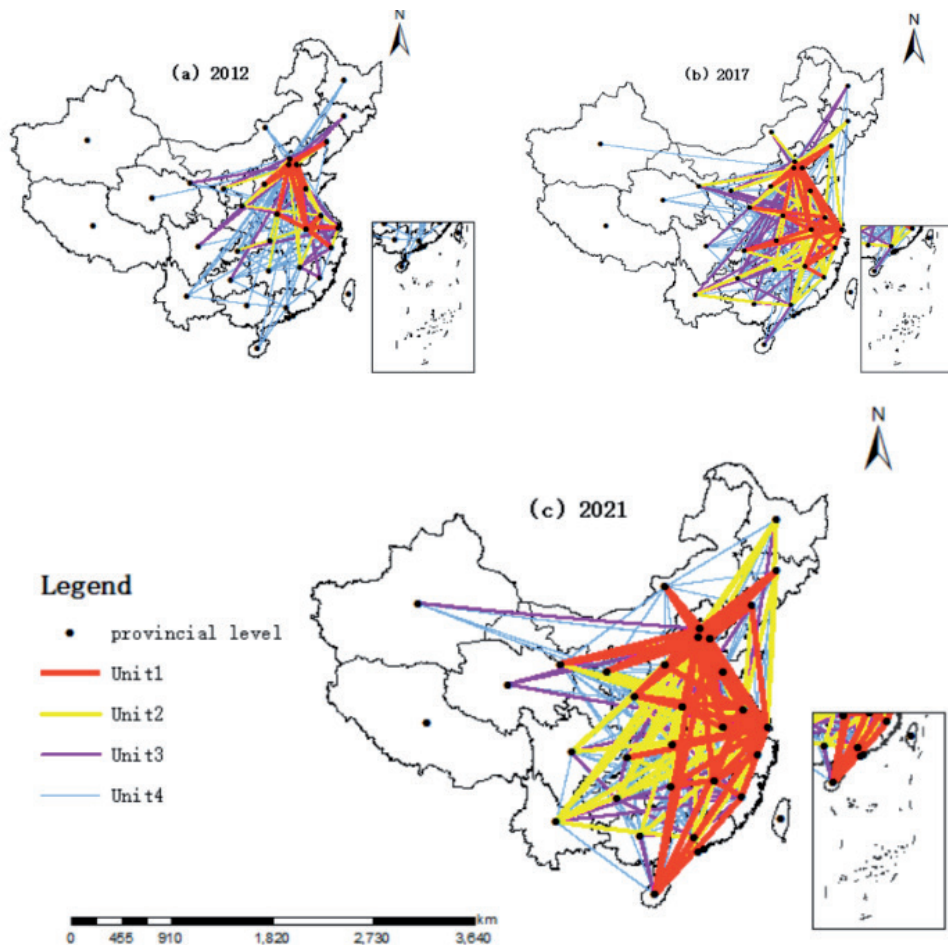 N
(a) 2012
N
(b) 2017
N
(c) 2021
Legend
provincial level
Unit1
Unit2
Unit3
Unit4
km
0 455 910 1,820 2,730 3,640